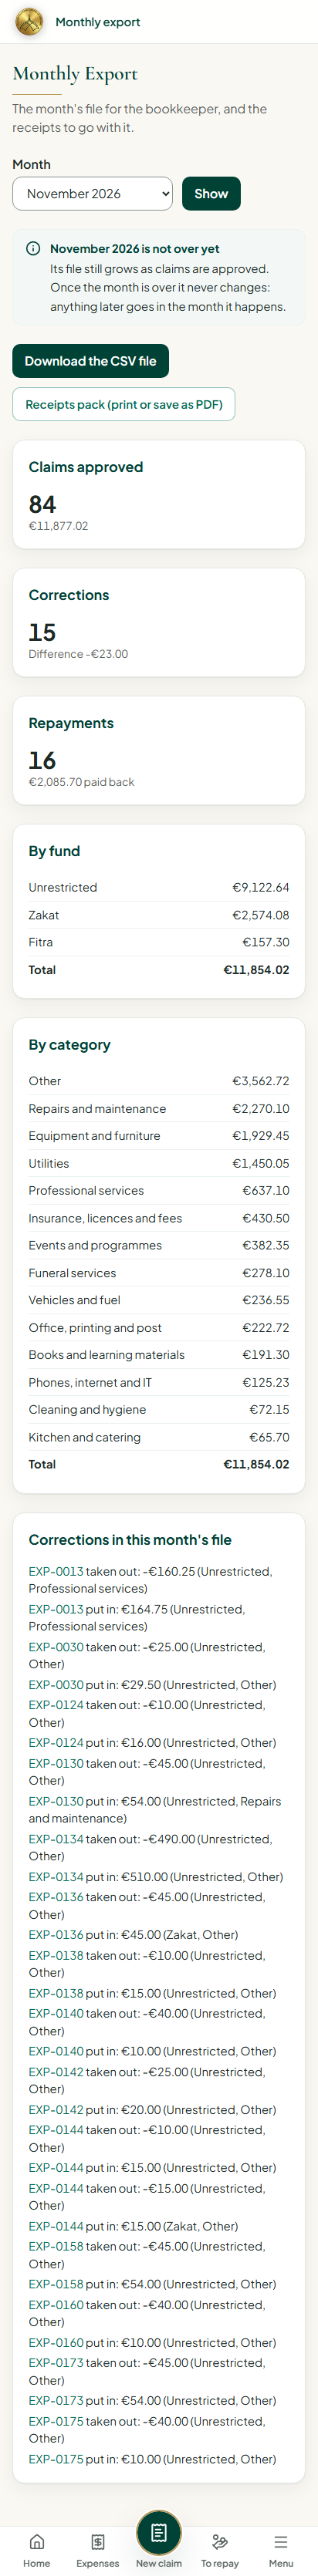 Monthly export
Monthly Export
The month's file for the bookkeeper, and the
receipts to go with it.
Month
November 2026
Show
November 2026 is not over yet
Its file still grows as claims are approved.
Once the month is over it never changes:
anything later goes in the month it happens.
Download the CSV file
Receipts pack (print or save as PDF)
Claims approved
84
€11,877.02
Corrections
15
Difference -€23.00
Repayments
16
€2,085.70 paid back
By fund
Unrestricted €9,122.64
Zakat €2,574.08
Fitra €157.30
Total €11,854.02
By category
Other €3,562.72
Repairs and maintenance €2,270.10
Equipment and furniture €1,929.45
Utilities €1,450.05
Professional services €637.10
Insurance, licences and fees €430.50
Events and programmes €382.35
Funeral services €278.10
Vehicles and fuel €236.55
Office, printing and post €222.72
Books and learning materials €191.30
Phones, internet and IT €125.23
Cleaning and hygiene €72.15
Kitchen and catering €65.70
Total €11,854.02
Corrections in this month's file
EXP-0013 taken out: -€160.25 (Unrestricted,
Professional services)
EXP-0013 put in: €164.75 (Unrestricted,
Professional services)
EXP-0030 taken out: -€25.00 (Unrestricted,
Other)
EXP-0030 put in: €29.50 (Unrestricted, Other)
EXP-0124 taken out: -€10.00 (Unrestricted,
Other)
EXP-0124 put in: €16.00 (Unrestricted, Other)
EXP-0130 taken out: -€45.00 (Unrestricted,
Other)
EXP-0130 put in: €54.00 (Unrestricted, Repairs
and maintenance)
EXP-0134 taken out: -€490.00 (Unrestricted,
Other)
EXP-0134 put in: €510.00 (Unrestricted, Other)
EXP-0136 taken out: -€45.00 (Unrestricted,
Other)
EXP-0136 put in: €45.00 (Zakat, Other)
EXP-0138 taken out: -€10.00 (Unrestricted,
Other)
EXP-0138 put in: €15.00 (Unrestricted, Other)
EXP-0140 taken out: -€40.00 (Unrestricted,
Other)
EXP-0140 put in: €10.00 (Unrestricted, Other)
EXP-0142 taken out: -€25.00 (Unrestricted,
Other)
EXP-0142 put in: €20.00 (Unrestricted, Other)
EXP-0144 taken out: -€10.00 (Unrestricted,
Other)
EXP-0144 put in: €15.00 (Unrestricted, Other)
EXP-0144 taken out: -€15.00 (Unrestricted,
Other)
EXP-0144 put in: €15.00 (Zakat, Other)
EXP-0158 taken out: -€45.00 (Unrestricted,
Other)
EXP-0158 put in: €54.00 (Unrestricted, Other)
EXP-0160 taken out: -€40.00 (Unrestricted,
Other)
EXP-0160 put in: €10.00 (Unrestricted, Other)
EXP-0173 taken out: -€45.00 (Unrestricted,
Other)
EXP-0173 put in: €54.00 (Unrestricted, Other)
EXP-0175 taken out: -€40.00 (Unrestricted,
Other)
EXP-0175 put in: €10.00 (Unrestricted, Other)
Home Expenses New claim To repay Menu